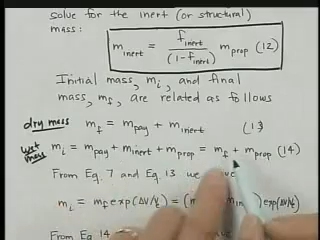 solve for the inert (or structural)
mass:
m_inert = f_inert / (1-f_inert) m_prop (12)
Initial mass, m_i, and final
mass, m_f, are related as follows
dry mass m_f = m_pay + m_inert (13)
wet mass m_i = m_pay + m_inert + m_prop = m_f + m_prop (14)
From Eq. 7 and Eq. 13 we
m_i = m_f exp(ΔV/ ) = (m ) exp(ΔV/ )
From Eq 14